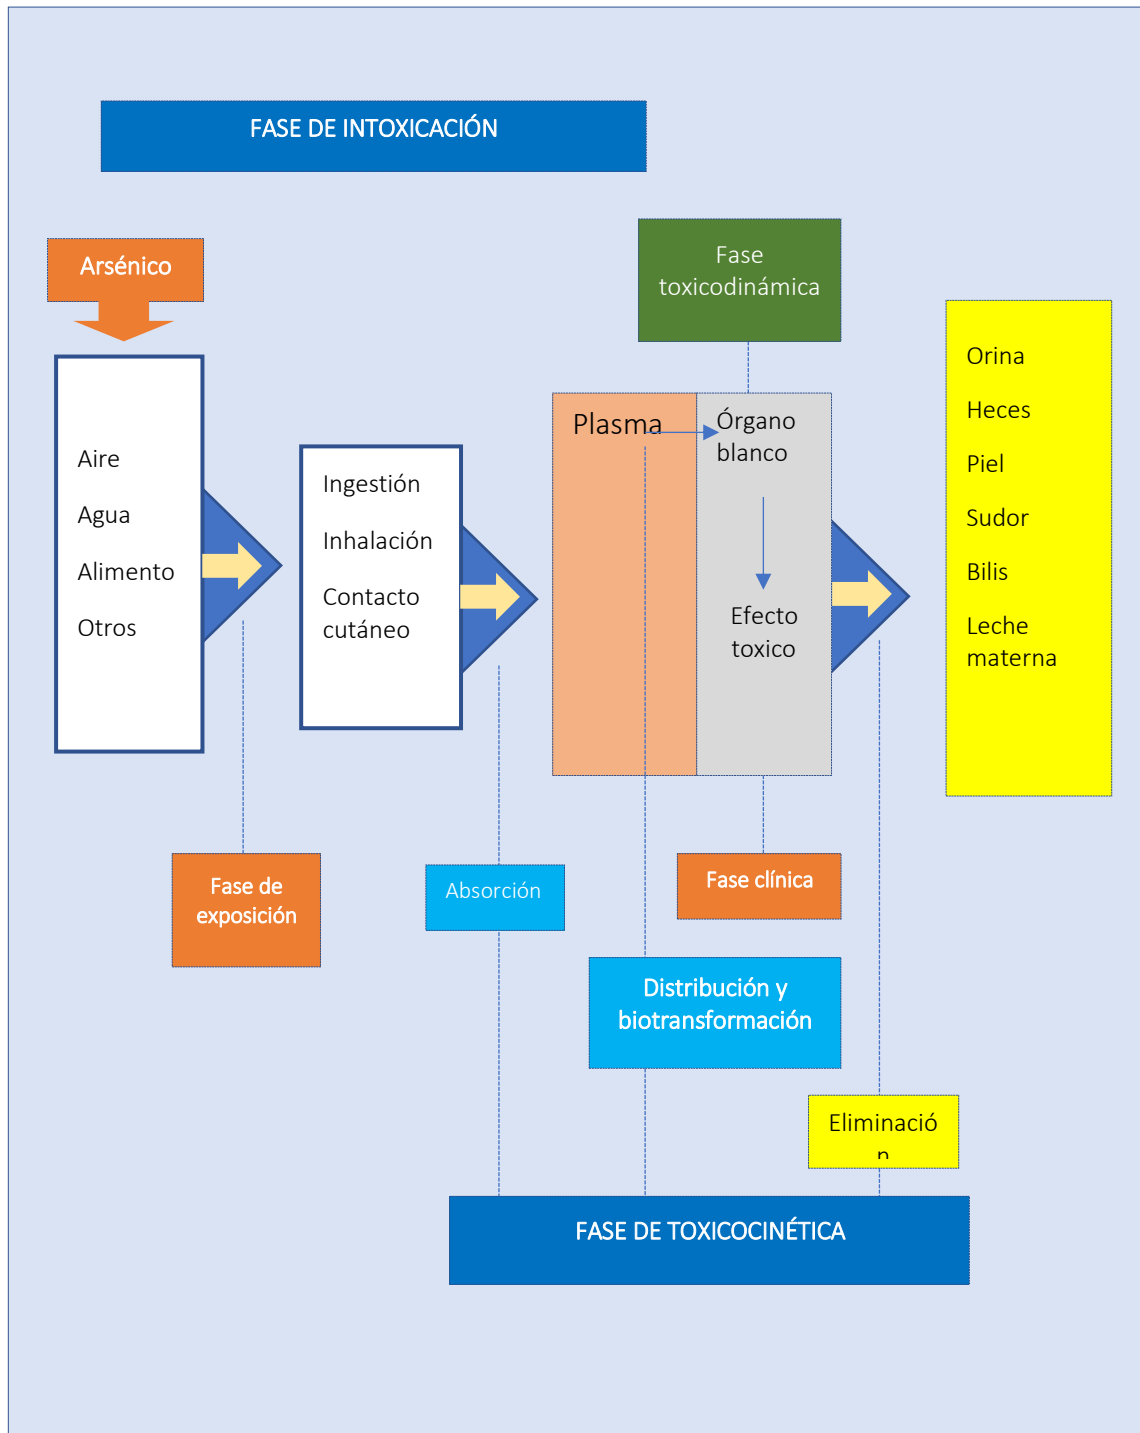 FASE DE INTOXICACIÓN
Arsénico
Aire
Agua
Alimento
Otros
Ingestión
Inhalación
Contacto
cutáneo
Fase
toxicodinámica
Plasma
Órgano
blanco
Efecto
toxico
Orina
Heces
Piel
Sudor
Bilis
Leche
materna
Fase de
exposición
Absorción
Fase clínica
Distribución y
biotransformación
Eliminació
n
FASE DE TOXICOCINÉTICA